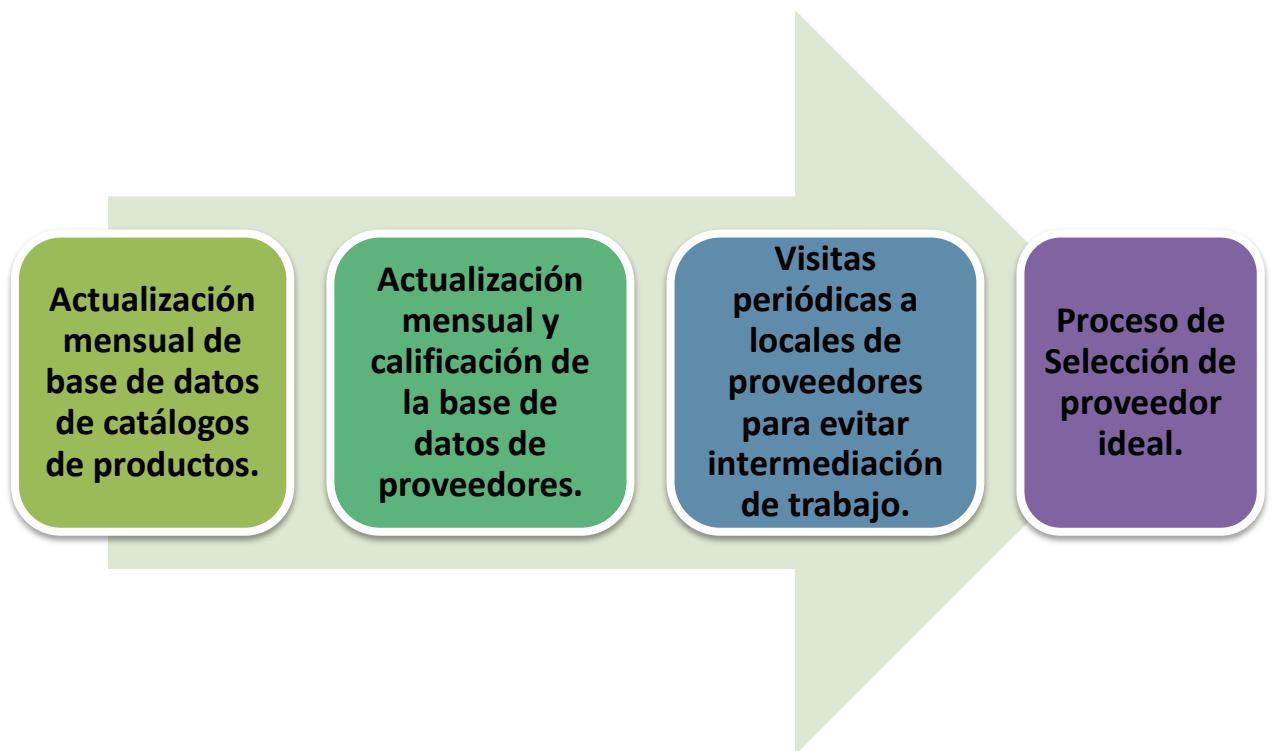 Actualización
mensual de
base de datos
de catálogos
de productos.
Actualización
mensual y
calificación de
la base de
datos de
proveedores.
Visitas
periódicas a
locales de
proveedores
para evitar
intermediación
de trabajo.
Proceso de
Selección de
proveedor
ideal.